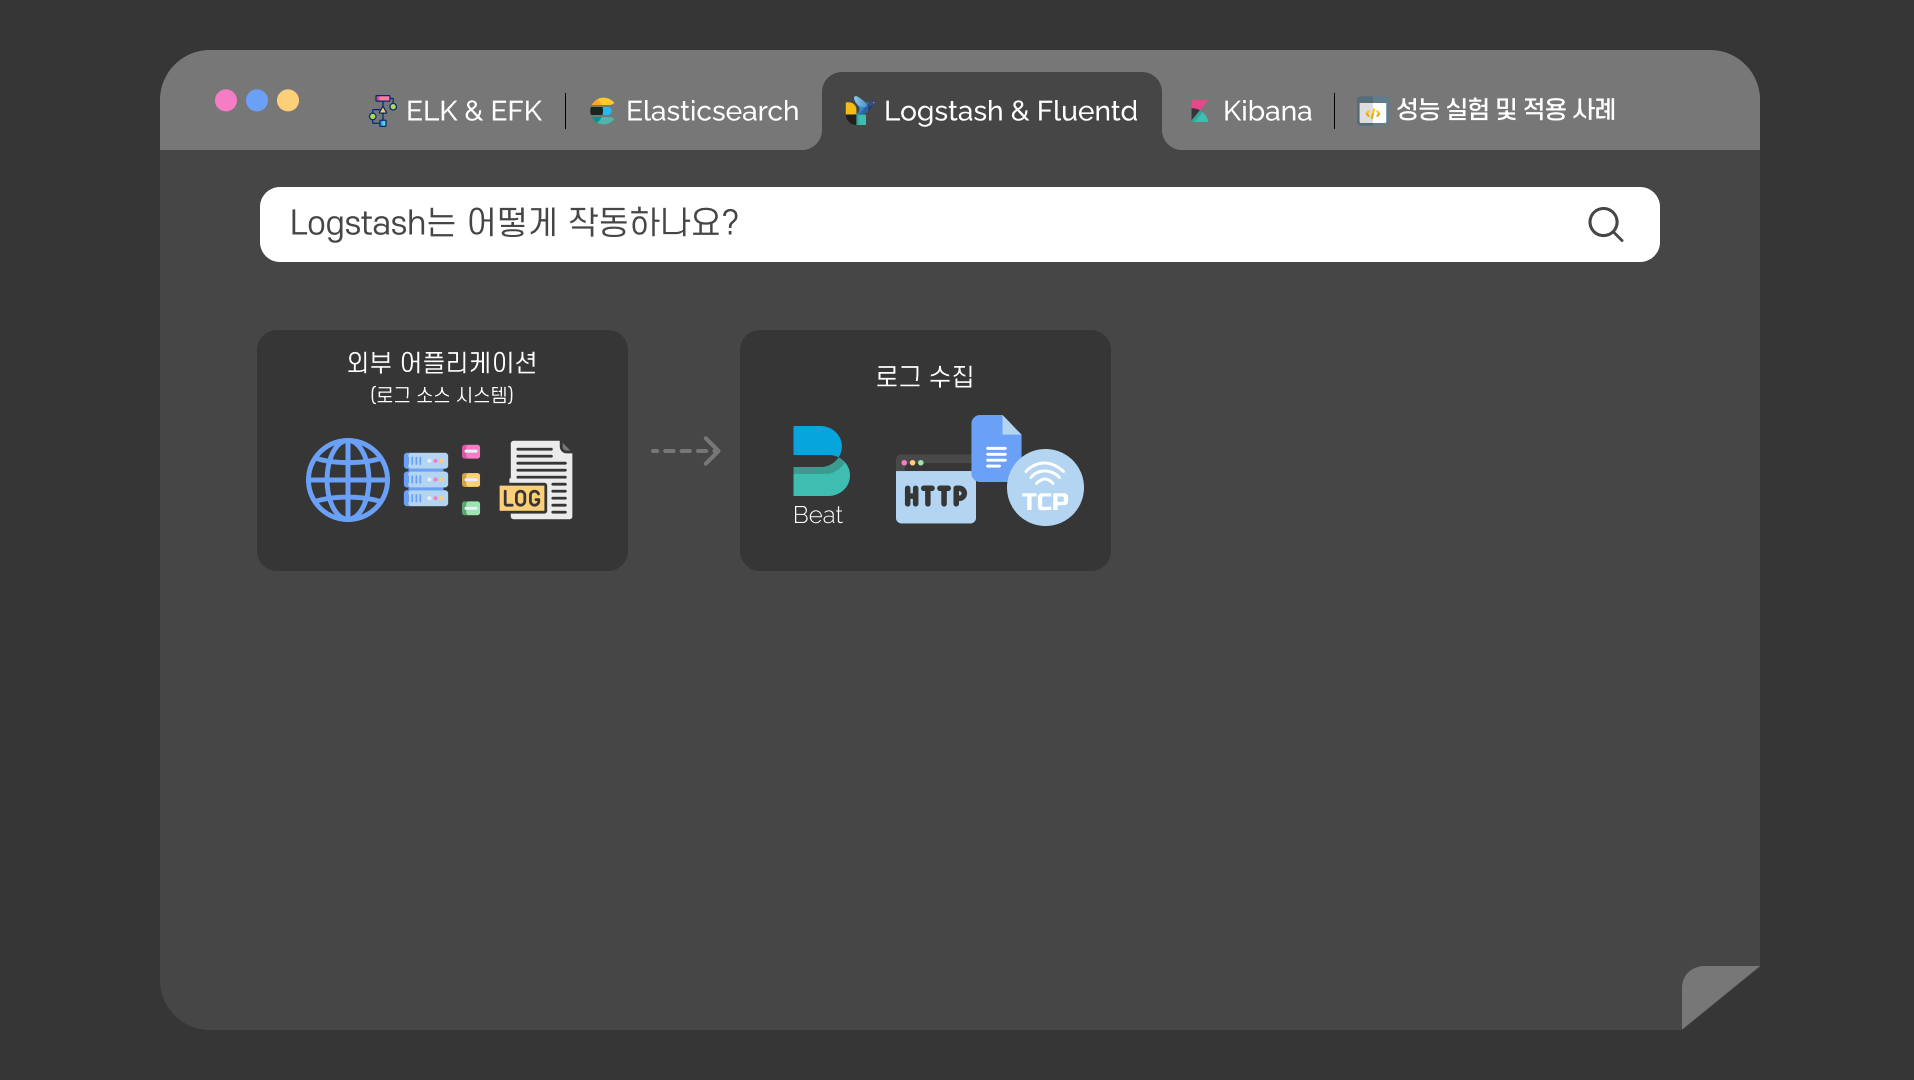 ELK & EFK
Elasticsearch
Logstash & Fluentd
Kibana
성능 실험 및 적용 사례
Logstash는 어떻게 작동하나요?
외부 어플리케이션
(로그 소스 시스템)
LOG
로그 수집
Beat
HTTP
TCP